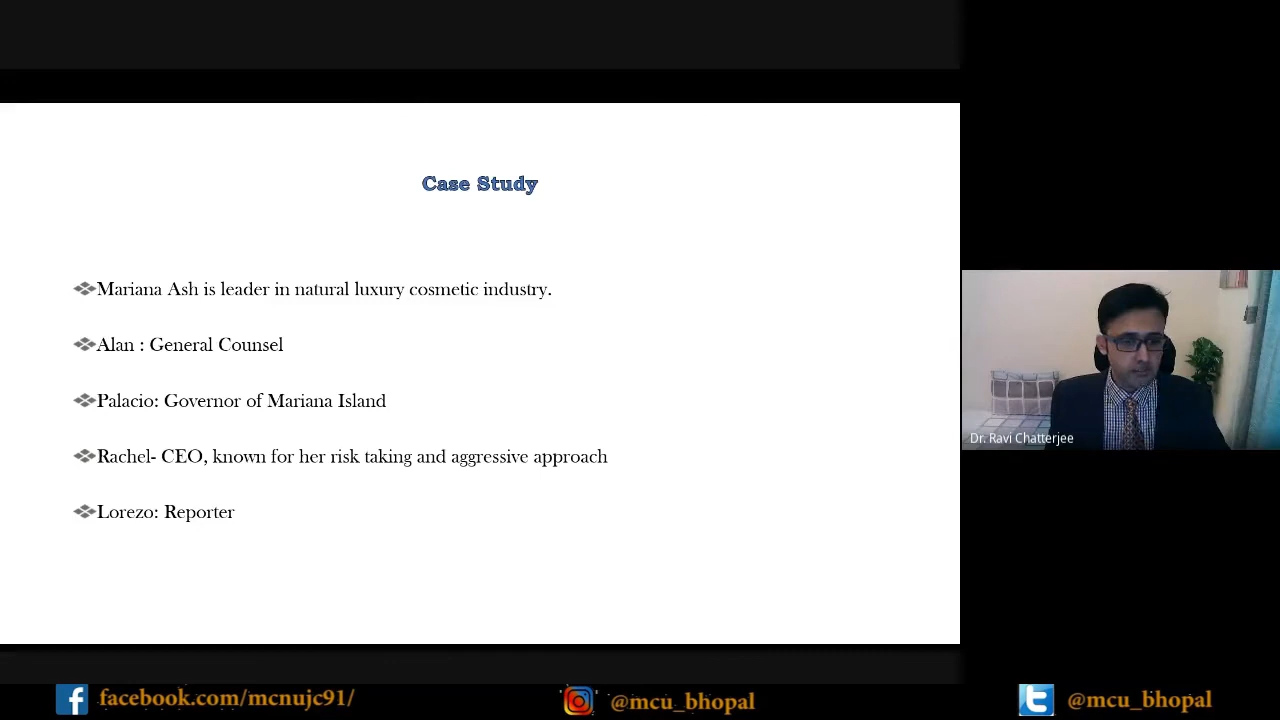 Case Study
Mariana Ash is leader in natural luxury cosmetic industry.
Alan : General Counsel
Palacio: Governor of Mariana Island
Rachel- CEO, known for her risk taking and aggressive approach
Lorezo: Reporter
Dr. Ravi Chatterjee
facebook.com/mcnujc91/
@mcu_bhopal
@mcu_bhopal